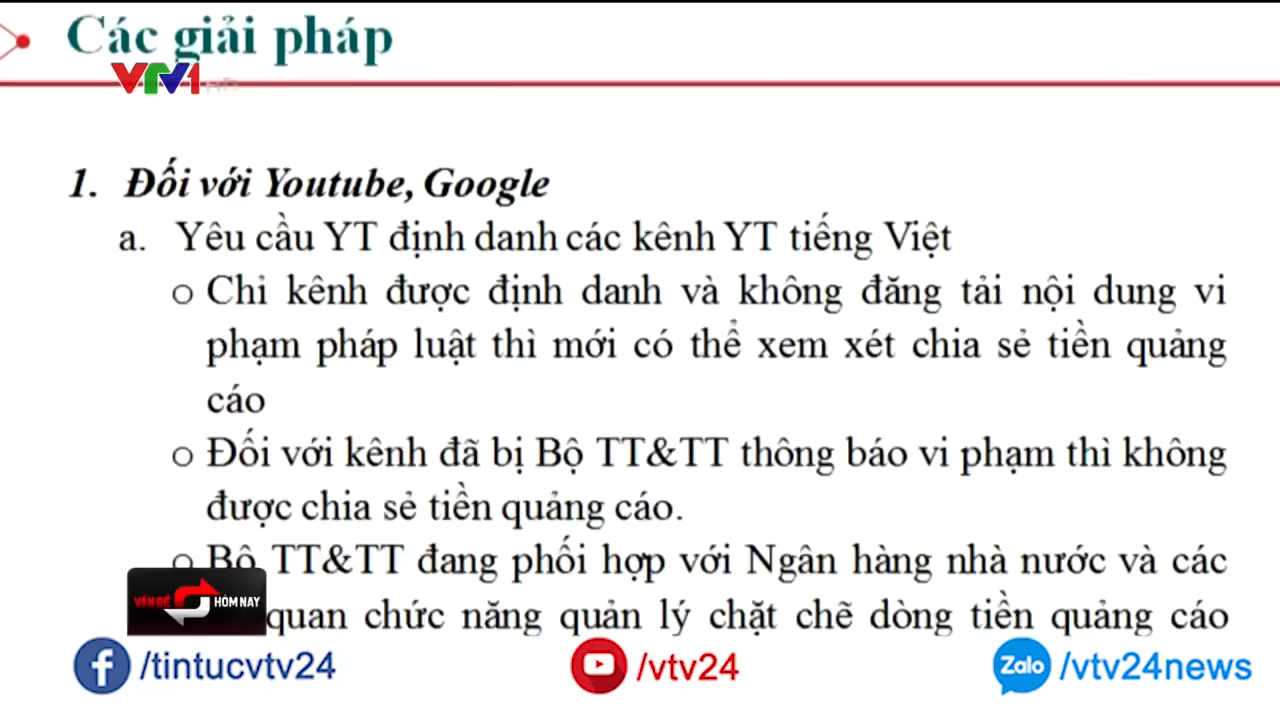 Các giải pháp
VTV1
1. Đối với Youtube, Google
a. Yêu cầu YT định danh các kênh YT tiếng Việt
o Chỉ kênh được định danh và không đăng tải nội dung vi
phạm pháp luật thì mới có thể xem xét chia sẻ tiền quảng
cáo
o Đối với kênh đã bị Bộ TT&TT thông báo vi phạm thì không
được chia sẻ tiền quảng cáo.
o Bộ TT&TT đang phối hợp với Ngân hàng nhà nước và các
quan chức năng quản lý chặt chẽ dòng tiền quảng cáo
VẤN ĐỀ HÔM NAY
/tintucvtv24 /vtv24 Zalo /vtv24news